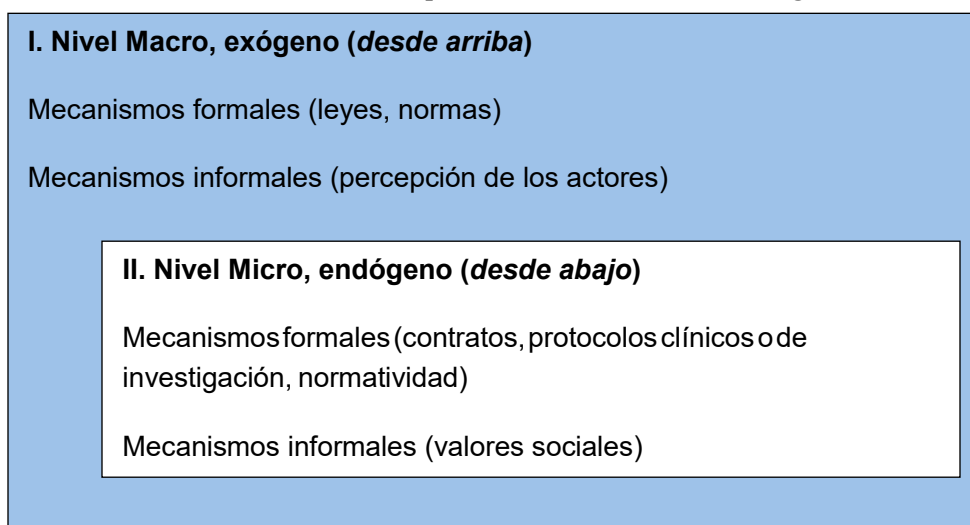 I. Nivel Macro, exógeno (desde arriba)
Mecanismos formales (leyes, normas)
Mecanismos informales (percepción de los actores)
II. Nivel Micro, endógeno (desde abajo)
Mecanismos formales (contratos, protocolos clínicos o de
investigación, normatividad)
Mecanismos informales (valores sociales)